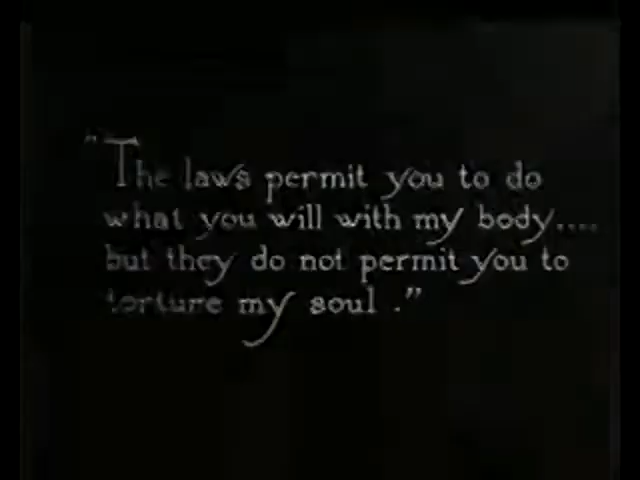 "The laws permit you to do
what you will with my body....
but they do not permit you to
torture my soul."